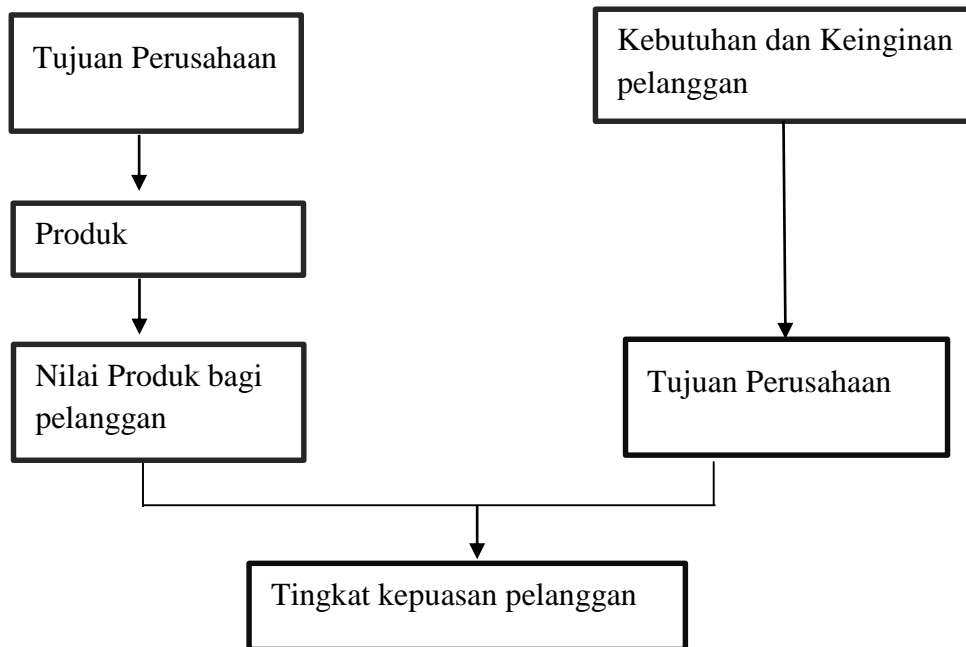 Tujuan Perusahaan
Kebutuhan dan Keinginan
pelanggan
Produk
Nilai Produk bagi
pelanggan
Tujuan Perusahaan
Tingkat kepuasan pelanggan